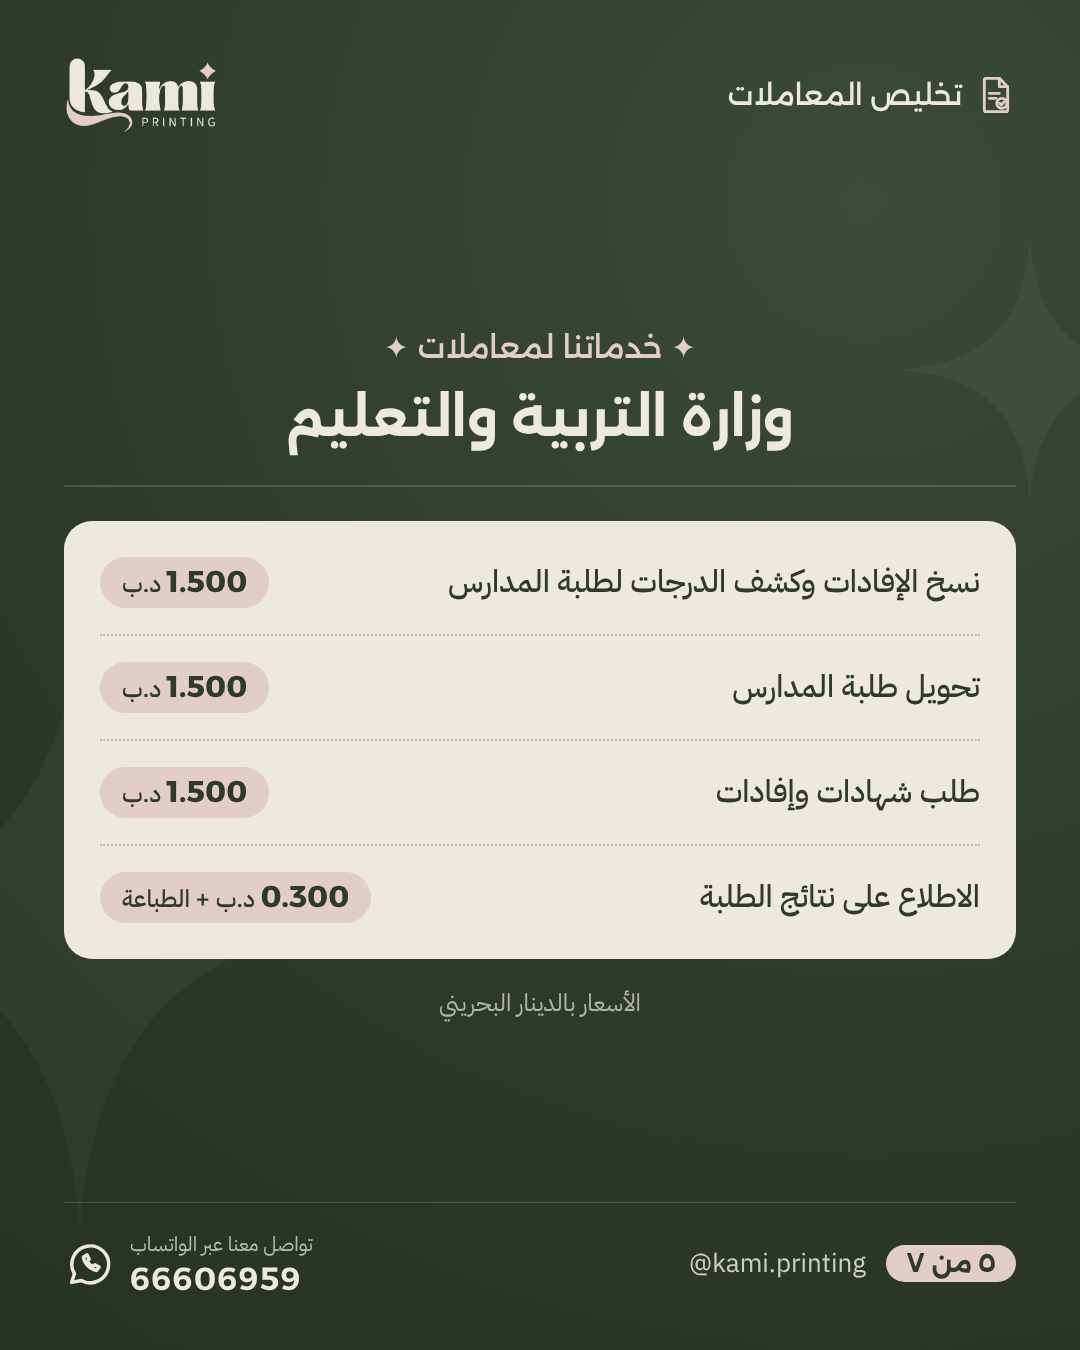 تخليص المعاملات
Kami
PRINTING
✦ خدماتنا لمعاملات ✦
وزارة التربية والتعليم
نسخ الإفادات وكشف الدرجات لطلبة المدارس 1.500 د.ب
تحويل طلبة المدارس 1.500 د.ب
طلب شهادات وإفادات 1.500 د.ب
الاطلاع على نتائج الطلبة 0.300 د.ب + الطباعة
الأسعار بالدينار البحريني
٥ من ٧ @kami.printing
تواصل معنا عبر الواتساب
66606959